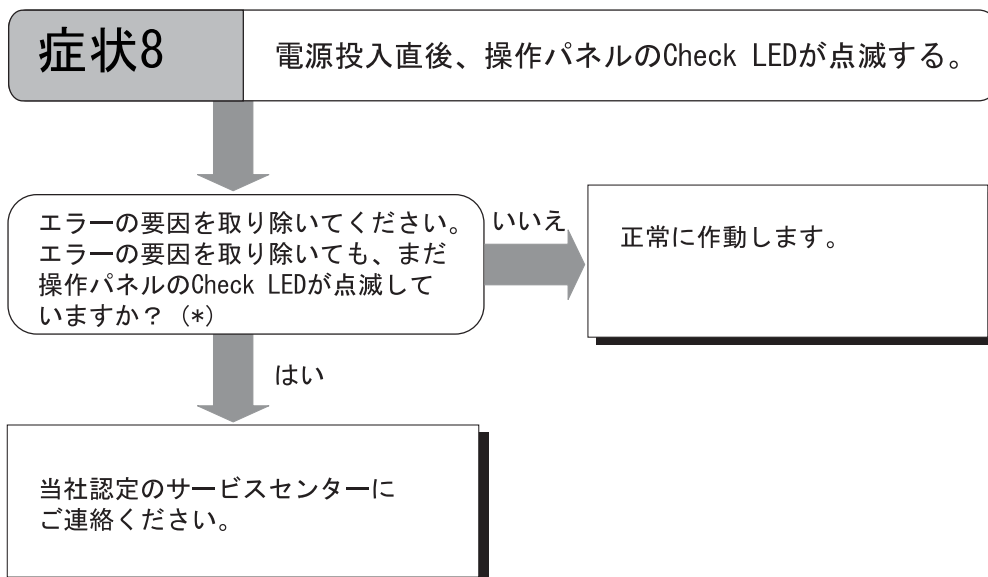 症状8
電源投入直後、操作パネルのCheck LEDが点滅する。
エラーの要因を取り除いてください。
エラーの要因を取り除いても、まだ
操作パネルのCheck LEDが点滅して
いますか？ (*)
いいえ
正常に作動します。
はい
当社認定のサービスセンターに
ご連絡ください。